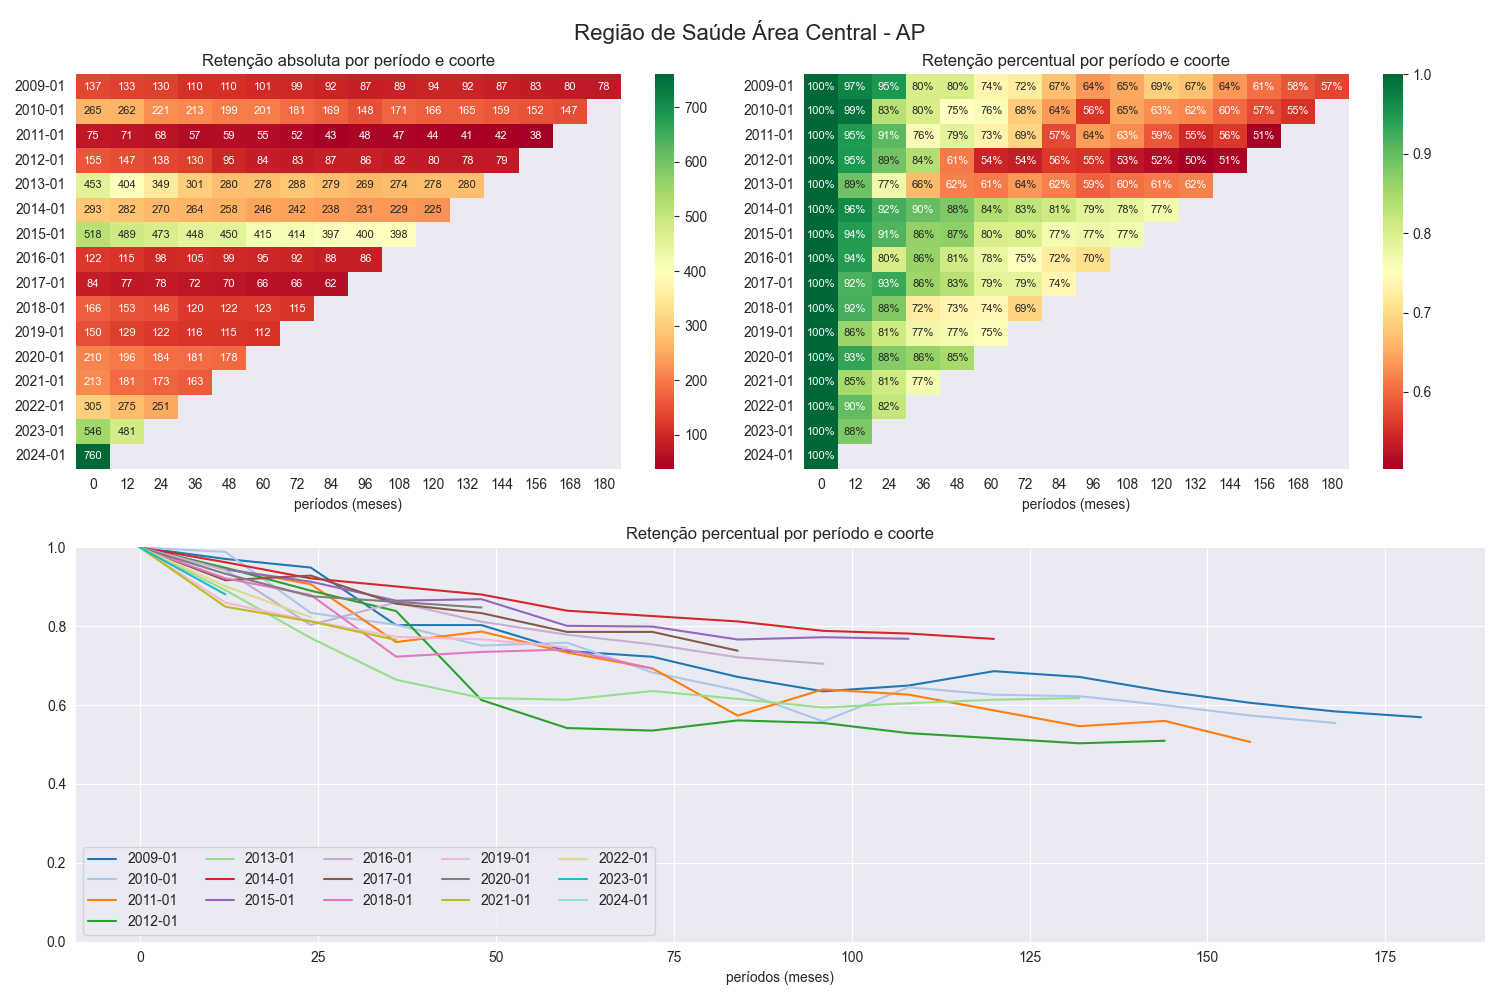 Região de Saúde Área Central - AP
Retenção absoluta por período e coorte
2009-01 137 133 130 110 110 101 99 92 87 89 94 92 87 83 80 78
2010-01 265 262 221 213 199 201 181 169 148 171 166 165 159 152 147
2011-01 75 71 68 57 59 55 52 43 48 47 44 41 42 38
2012-01 155 147 138 130 95 84 83 87 86 82 80 78 79
2013-01 453 404 349 301 280 278 288 279 269 274 278 280
2014-01 293 282 270 264 258 246 242 238 231 229 225
2015-01 518 489 473 448 450 415 414 397 400 398
2016-01 122 115 98 105 99 95 92 88 86
2017-01 84 77 78 72 70 66 66 62
2018-01 166 153 146 120 122 123 115
2019-01 150 129 122 116 115 112
2020-01 210 196 184 181 178
2021-01 213 181 173 163
2022-01 305 275 251
2023-01 546 481
2024-01 760
0 12 24 36 48 60 72 84 96 108 120 132 144 156 168 180
períodos (meses)
700
600
500
400
300
200
100
Retenção percentual por período e coorte
2009-01 100% 97% 95% 80% 80% 74% 72% 67% 64% 65% 69% 67% 64% 61% 58% 57%
2010-01 100% 99% 83% 80% 75% 76% 68% 64% 56% 65% 63% 62% 60% 57% 55%
2011-01 100% 95% 91% 76% 79% 73% 69% 57% 64% 63% 59% 55% 56% 51%
2012-01 100% 95% 89% 84% 61% 54% 54% 56% 55% 53% 52% 50% 51%
2013-01 100% 89% 77% 66% 62% 61% 64% 62% 59% 60% 61% 62%
2014-01 100% 96% 92% 90% 88% 84% 83% 81% 79% 78% 77%
2015-01 100% 94% 91% 86% 87% 80% 80% 77% 77% 77%
2016-01 100% 94% 80% 86% 81% 78% 75% 72% 70%
2017-01 100% 92% 93% 86% 83% 79% 79% 74%
2018-01 100% 92% 88% 72% 73% 74% 69%
2019-01 100% 86% 81% 77% 77% 75%
2020-01 100% 93% 88% 86% 85%
2021-01 100% 85% 81% 77%
2022-01 100% 90% 82%
2023-01 100% 88%
2024-01 100%
0 12 24 36 48 60 72 84 96 108 120 132 144 156 168 180
períodos (meses)
1.0
0.9
0.8
0.7
0.6
Retenção percentual por período e coorte
1.0
0.8
0.6
0.4
0.2
0.0
2009-01 2013-01 2016-01 2019-01 2022-01
2010-01 2014-01 2017-01 2020-01 2023-01
2011-01 2015-01 2018-01 2021-01 2024-01
2012-01
0 25 50 75 100 125 150 175
períodos (meses)